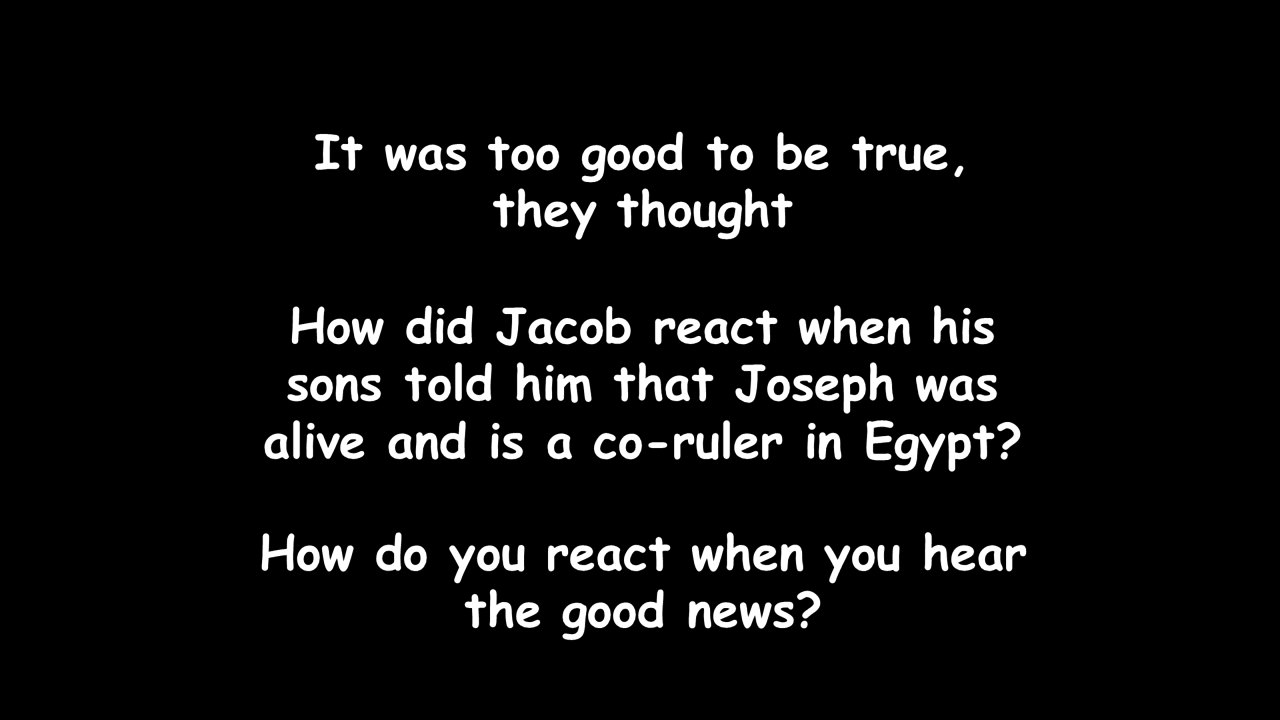 It was too good to be true,
they thought
How did Jacob react when his
sons told him that Joseph was
alive and is a co-ruler in Egypt?
How do you react when you hear
the good news?